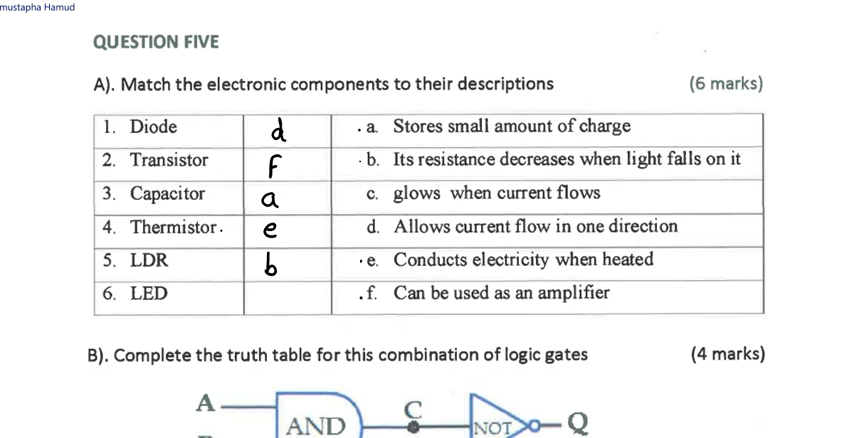 mustapha Hamud
QUESTION FIVE
A). Match the electronic components to their descriptions (6 marks)
1. Diode d . a. Stores small amount of charge
2. Transistor f · b. Its resistance decreases when light falls on it
3. Capacitor a c. glows when current flows
4. Thermistor. e d. Allows current flow in one direction
5. LDR b · e. Conducts electricity when heated
6. LED . f. Can be used as an amplifier
B). Complete the truth table for this combination of logic gates (4 marks)
A AND C NOT Q